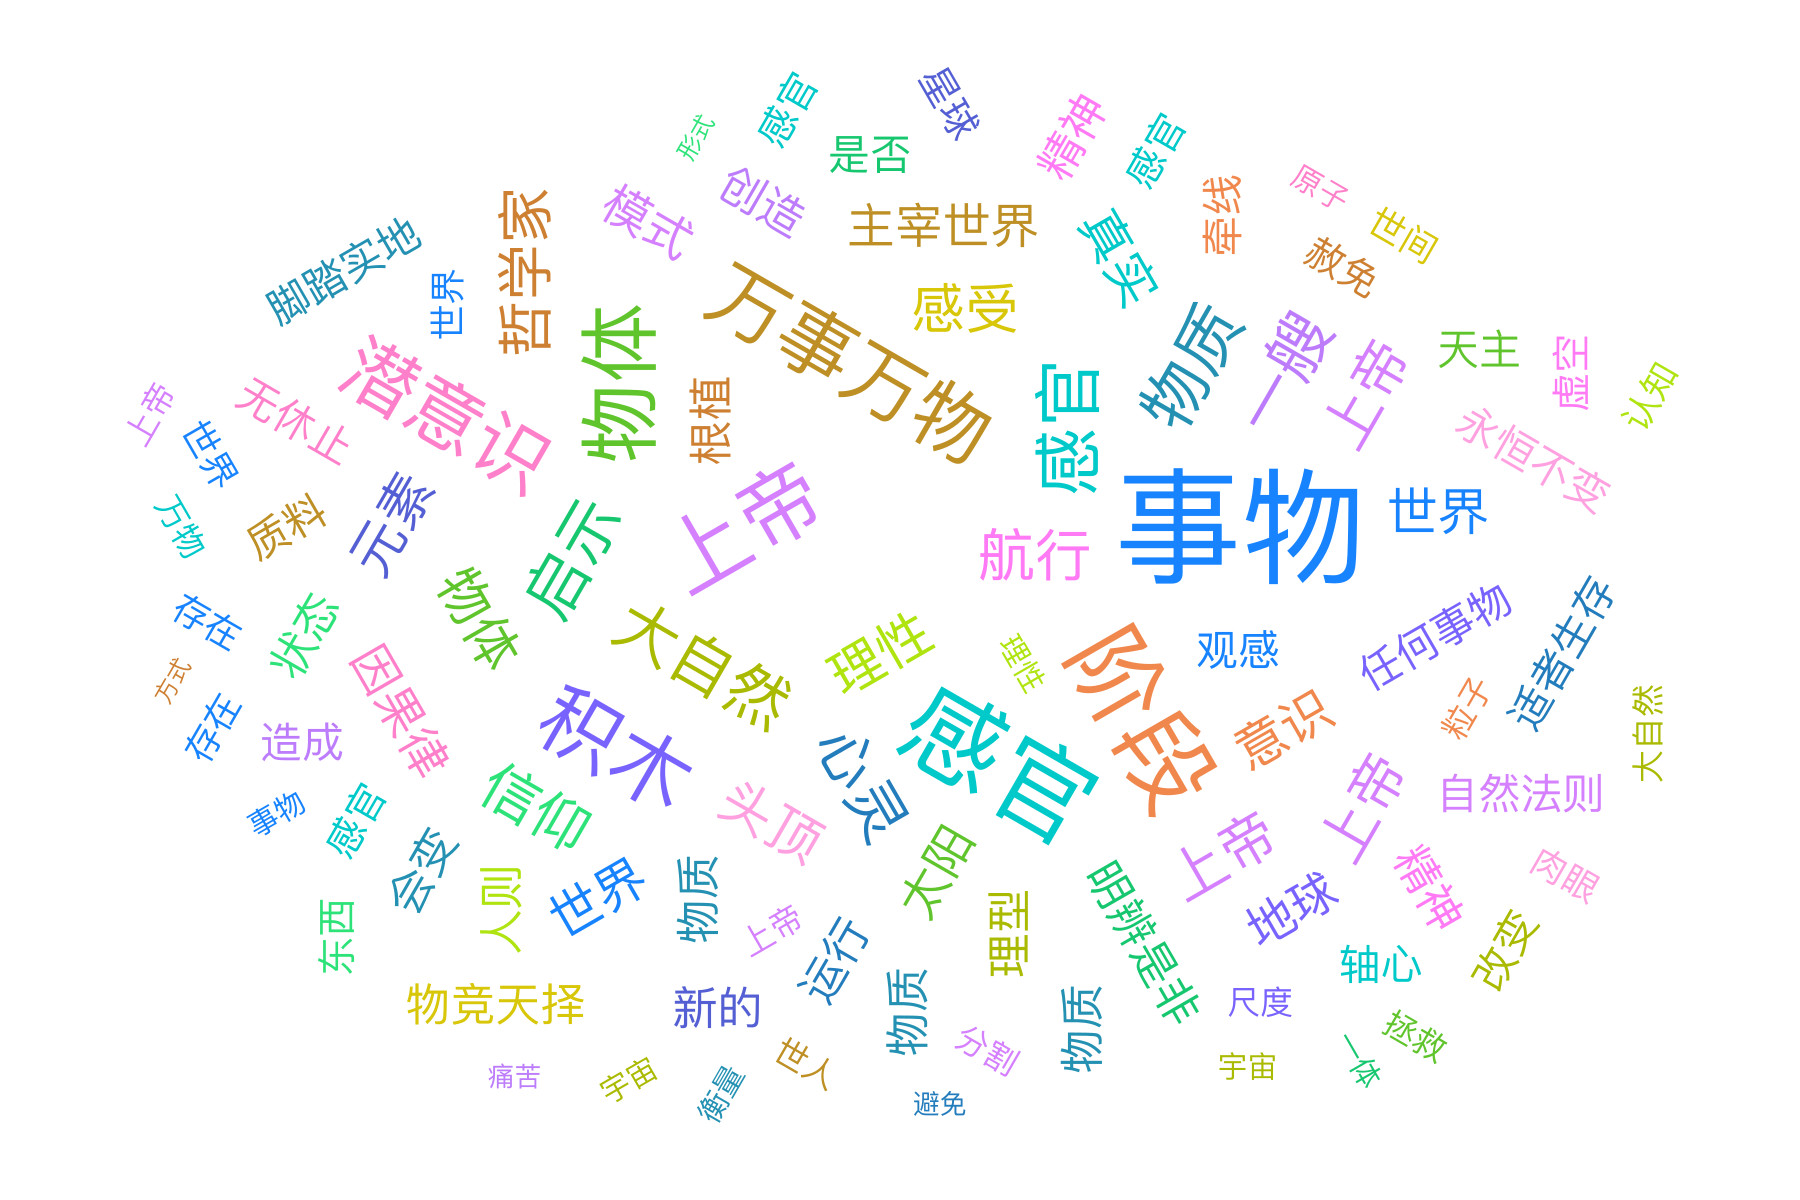 星球
感官
精神
形式
是否
感官
创造
原子
牵线
模式
主宰世界
世间
真实
赦免
哲学家
脚踏实地
世界
感受
万事万物
物质
一艘
上帝
天主
虚空
认知
物体
潜意识
无休止
上帝
根植
感官
永恒不变
世界
元素
质料
万物
上帝
启示
事物
世界
航行
物体
大自然
理性
理性
阶段
观感
任何事物
适者生存
存在
状态
方式
因果律
存在
造成
积木
感官
心灵
意识
粒子
大自然
上帝
自然法则
信仰
头顶
事物
感官
会变
太阳
上帝
精神
肉眼
人则
世界
物质
东西
上帝
运行
理型
明辨是非
地球
轴心
改变
物竞天择
新的
物质
物质
尺度
分割
拯救
一体
宇宙
世人
痛苦
宇宙
衡量
避免